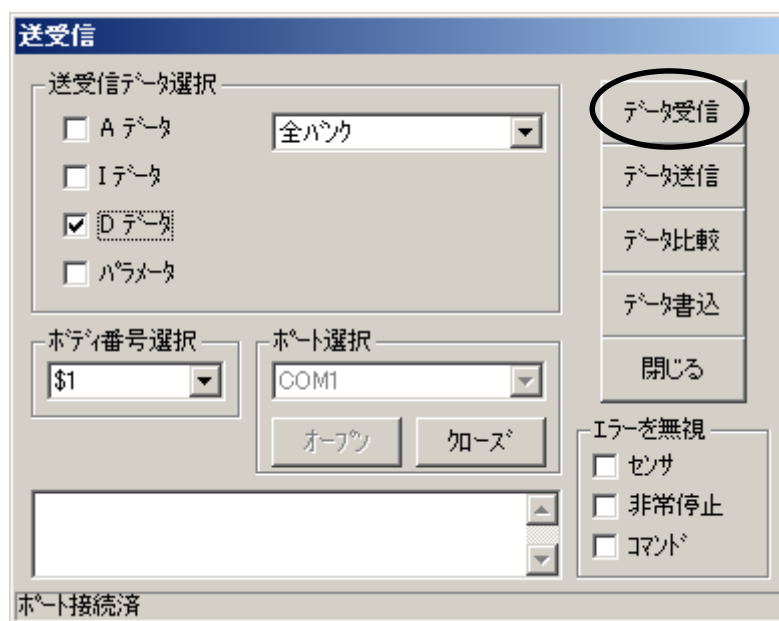 送受信
送受信ﾃﾞｰﾀ選択
A ﾃﾞｰﾀ
全ﾊﾞﾝｸ
I ﾃﾞｰﾀ
D ﾃﾞｰﾀ
ﾊﾟﾗﾒｰﾀ
ﾃﾞｰﾀ受信
ﾃﾞｰﾀ送信
ﾃﾞｰﾀ比較
ﾃﾞｰﾀ書込
閉じる
ﾎﾞﾃﾞｨ番号選択
$1
ﾎﾟｰﾄ選択
COM1
ｵｰﾌﾟﾝ
ｸﾛｰｽﾞ
ｴﾗｰを無視
ｾﾝｻ
非常停止
ｺﾏﾝﾄﾞ
ﾎﾟｰﾄ接続済